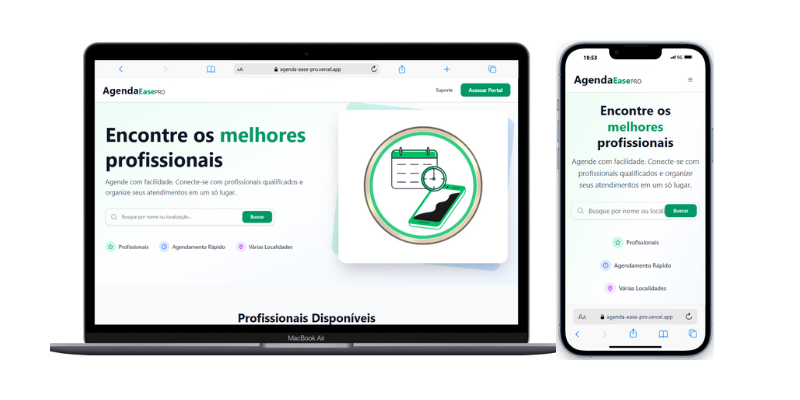 AA agenda-ease-pro.vercel.app
AgendaEasePRO
Suporte
Acessar Portal
Encontre os melhores
profissionais
Agende com facilidade. Conecte-se com profissionais qualificados e
organize seus atendimentos em um só lugar.
Busque por nome ou localização...
Buscar
Profissionais
Agendamento Rápido
Várias Localidades
Profissionais Disponíveis
MacBook Air
19:53
5G
AgendaEasePRO
Encontre os
melhores
profissionais
Agende com facilidade. Conecte-se com
profissionais qualificados e organize
seus atendimentos em um só lugar.
Busque por nome ou locali
Buscar
Profissionais
Agendamento Rápido
Várias Localidades
AA agenda-ease-pro.vercel.app